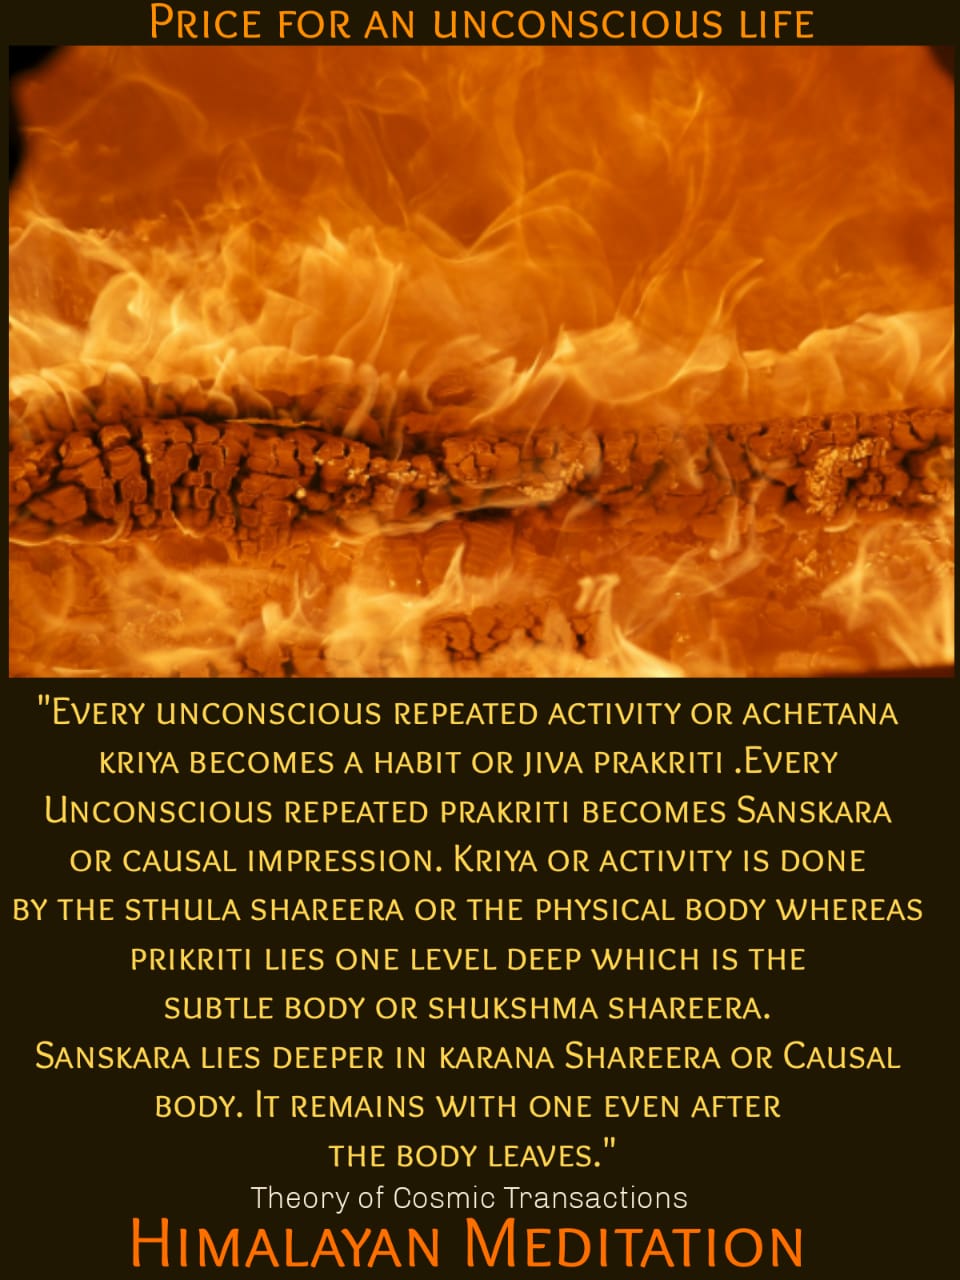 Price for an unconscious life
"Every unconscious repeated activity or achetana
kriya becomes a habit or jiva prakriti .Every
Unconscious repeated prakriti becomes Sanskara
or causal impression. Kriya or activity is done
by the sthula shareera or the physical body whereas
prikriti lies one level deep which is the
subtle body or shukshma shareera.
Sanskara lies deeper in karana Shareera or Causal
body. It remains with one even after
the body leaves."
Theory of Cosmic Transactions
Himalayan Meditation